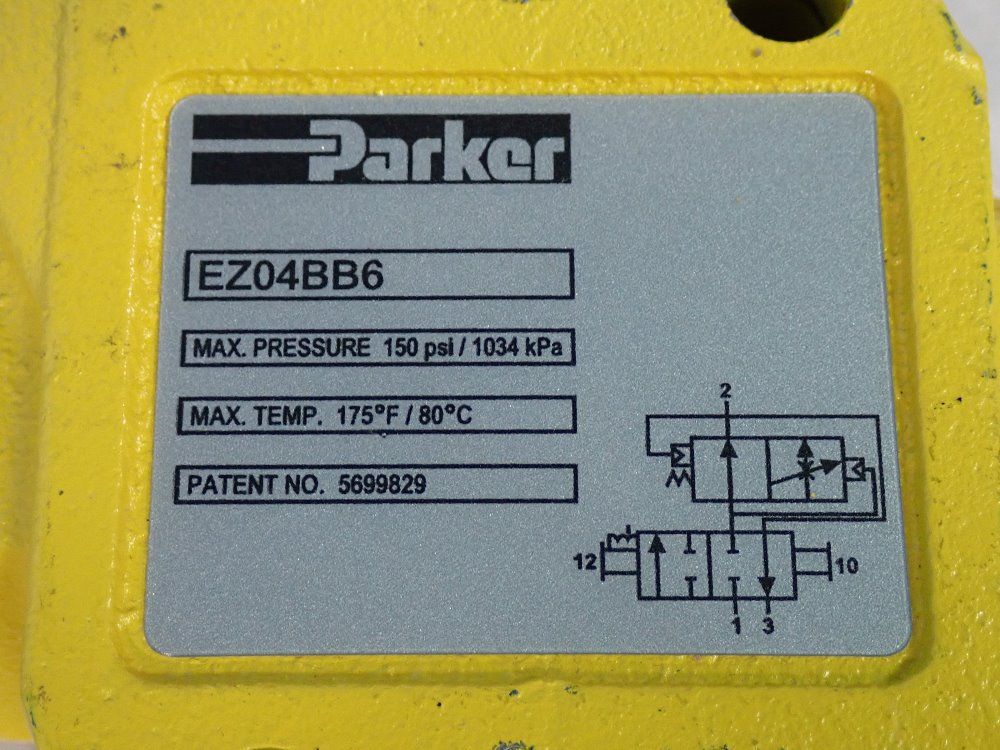 Parker
EZ04BB6
MAX. PRESSURE 150 psi / 1034 kPa
MAX. TEMP. 175°F / 80°C
PATENT NO. 5699829
2
12
10
1 3